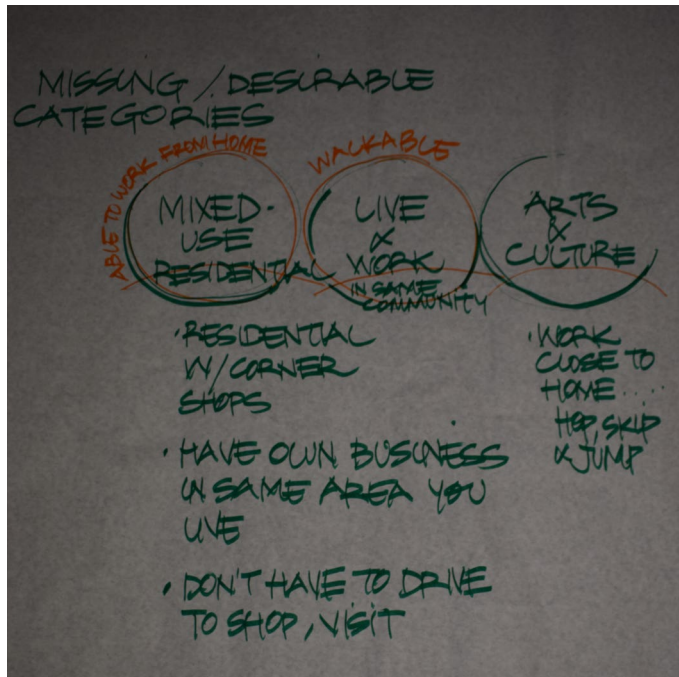 MISSING / DESIRABLE
CATEGORIES
ABLE TO WORK FROM HOME
MIXED-
USE
RESIDENTIAL
WALKABLE
LIVE
&
WORK
IN SAME
COMMUNITY
ARTS
&
CULTURE
· RESIDENTIAL
W/ CORNER
SHOPS
· HAVE OWN BUSINESS
IN SAME AREA YOU
LIVE
· DON'T HAVE TO DRIVE
TO SHOP, VISIT
· WORK
CLOSE TO
HOME....
HOP, SKIP
& JUMP